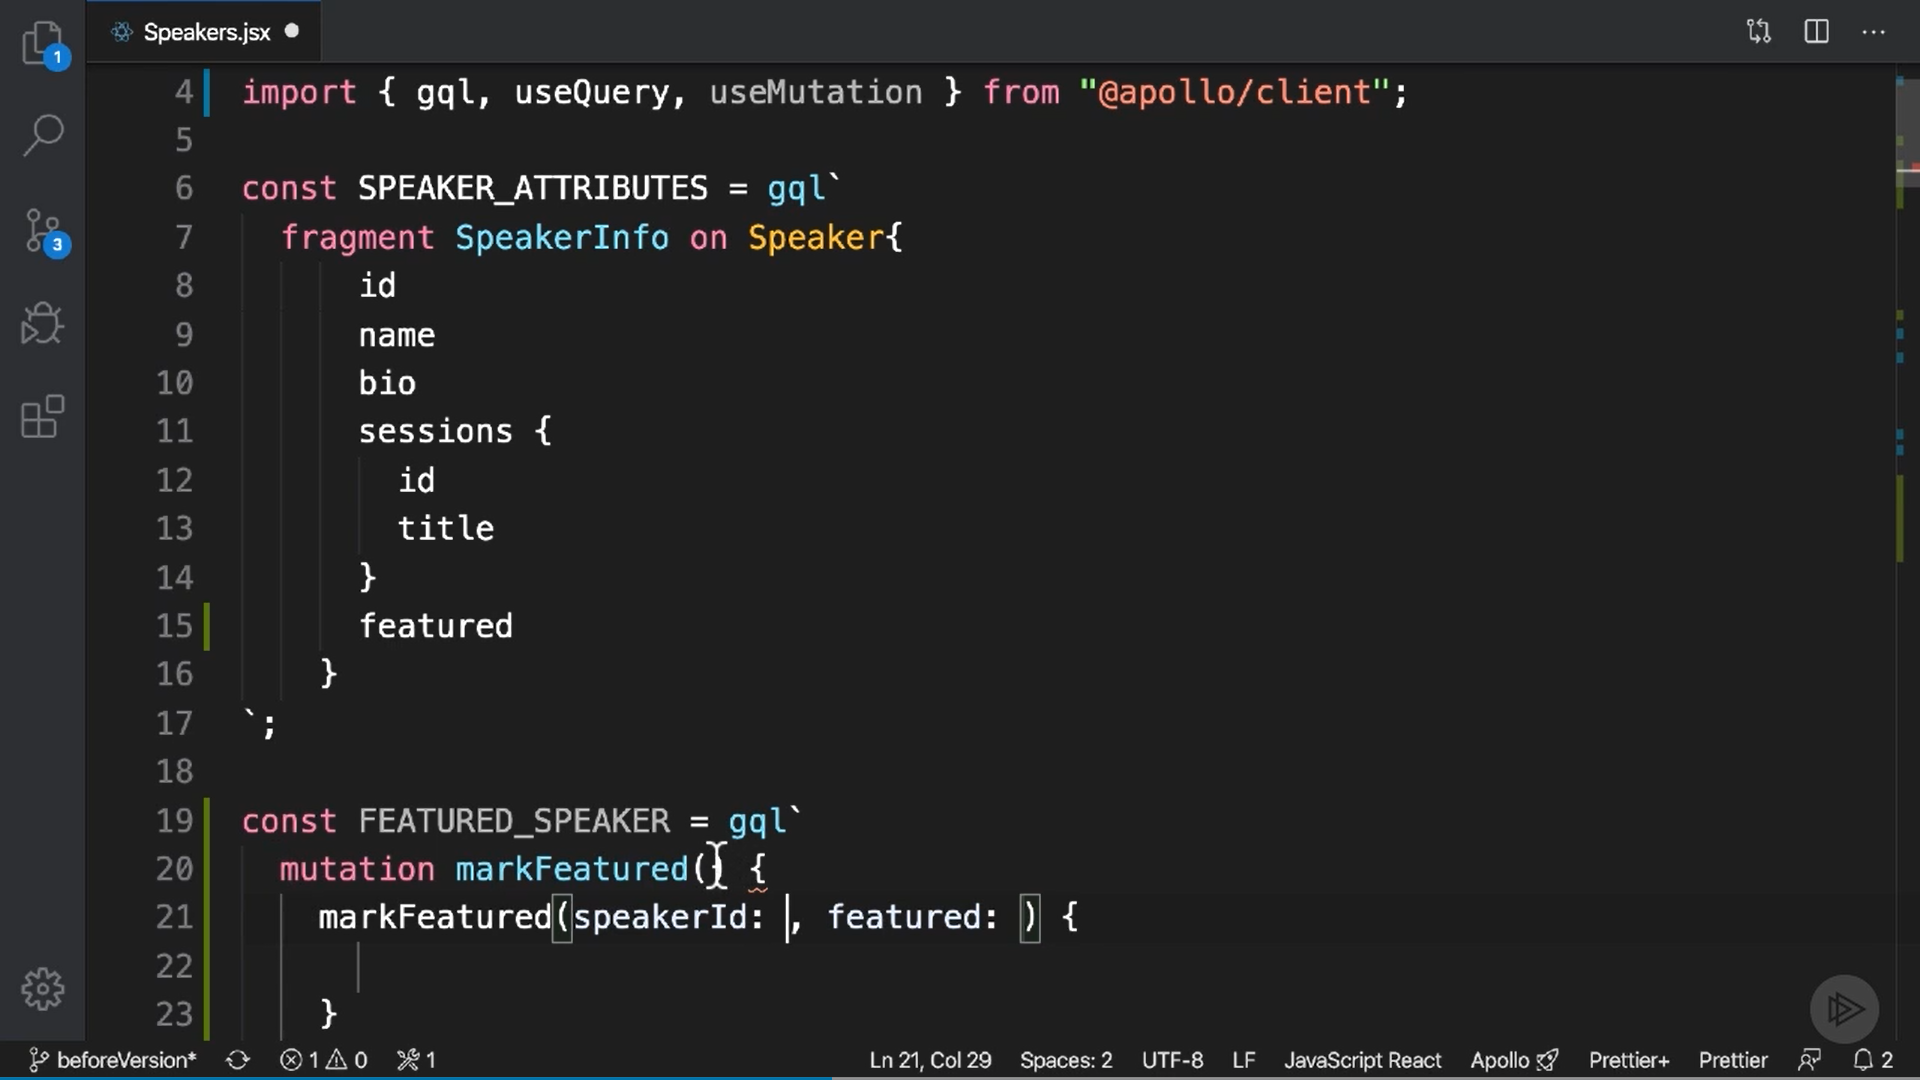 Speakers.jsx
1
3
4 import { gql, useQuery, useMutation } from "@apollo/client";
5
6 const SPEAKER_ATTRIBUTES = gql`
7 fragment SpeakerInfo on Speaker{
8 id
9 name
10 bio
11 sessions {
12 id
13 title
14 }
15 featured
16 }
17 `;
18
19 const FEATURED_SPEAKER = gql`
20 mutation markFeatured() {
21 markFeatured(speakerId: , featured: ) {
22
23 }
beforeVersion* 1 0 1 Ln 21, Col 29 Spaces: 2 UTF-8 LF JavaScript React Apollo Prettier+ Prettier 2